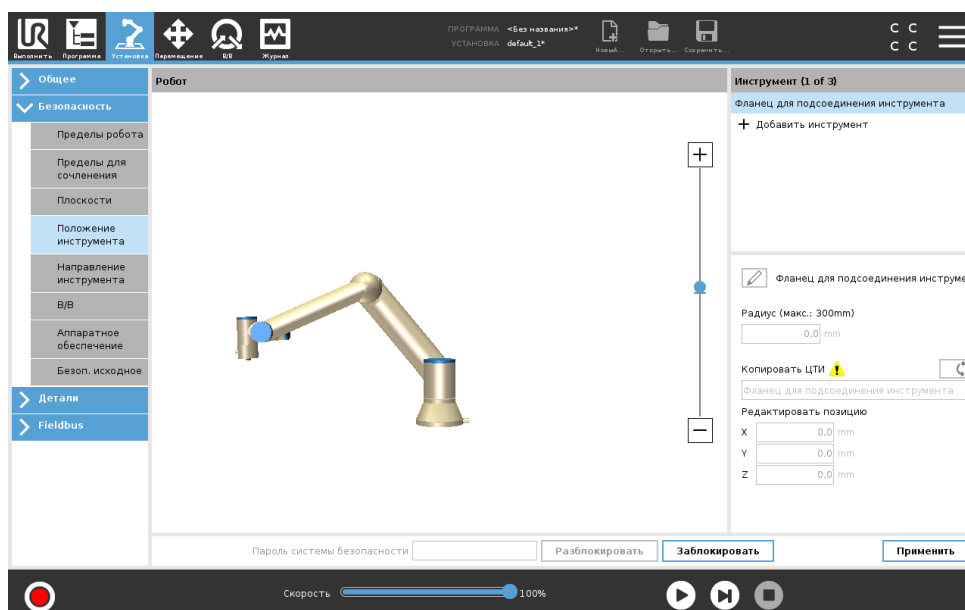 UR
Выполнить
Программа
Установка
Перемещение
В/В
Журнал
ПРОГРАММА <Без названия>*
УСТАНОВКА default_1*
Новый...
Открыть...
Сохранить...
C C
C C
Общее
Безопасность
Пределы робота
Пределы для
сочленения
Плоскости
Положение
инструмента
Направление
инструмента
В/В
Аппаратное
обеспечение
Безоп. исходное
Детали
Fieldbus
Робот
Инструмент (1 of 3)
Фланец для подсоединения инструмента
Добавить инструмент
Фланец для подсоединения инструме
Радиус (макс.: 300mm)
0,0 mm
Копировать ЦТИ
Фланец для подсоединения инструмента
Редактировать позицию
X 0,0 mm
Y 0,0 mm
Z 0,0 mm
Пароль системы безопасности
Разблокировать
Заблокировать
Применить
Скорость
100%